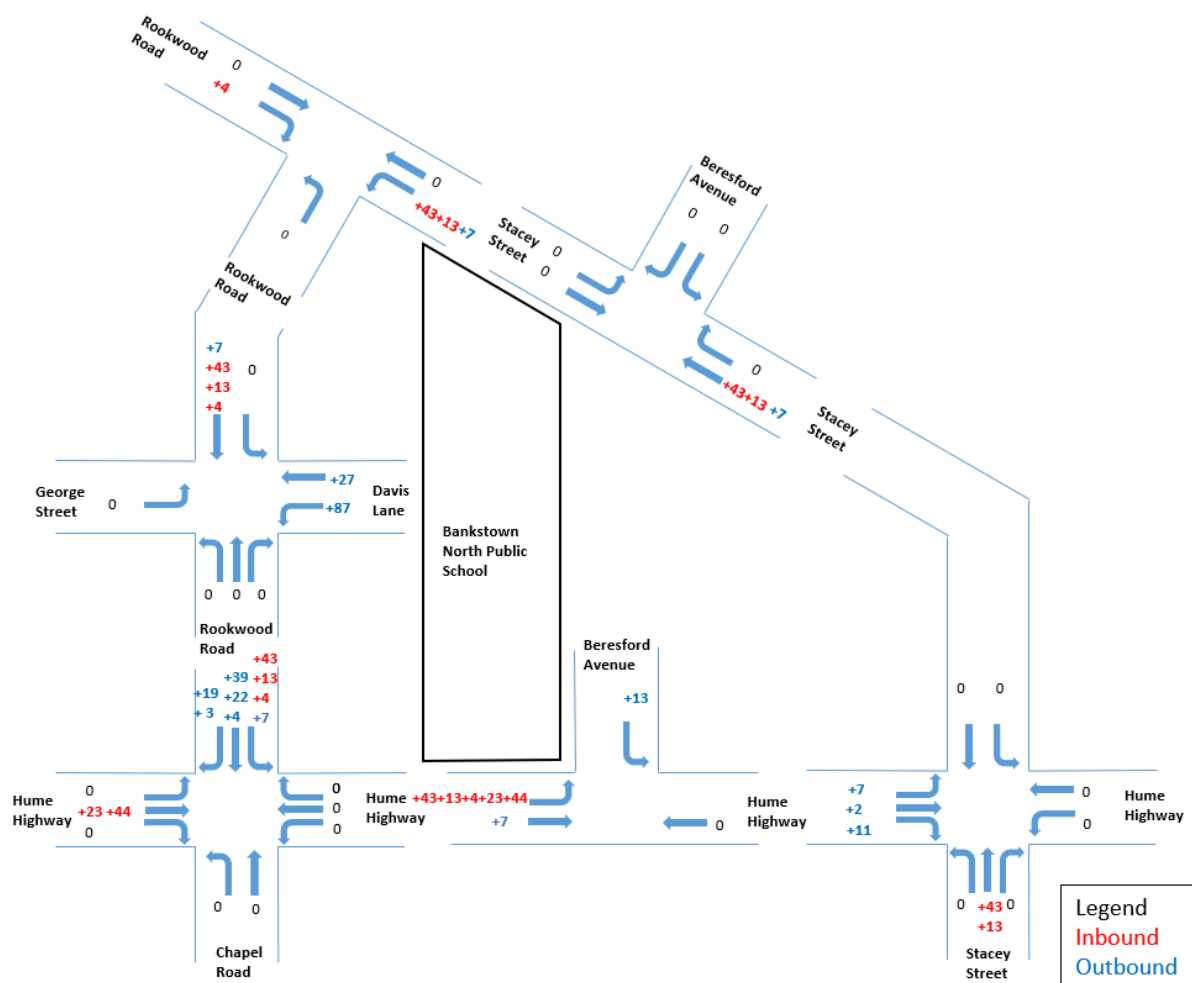 Rookwood
Road
0
+4
0
+43+13+7
0
Rookwood
Road
Stacey
Street
0
0
Beresford
Avenue
0 0
0
+43+13 +7
Stacey
Street
+7
+43
+13
+4
0
George
Street
0
+27
+87
Davis
Lane
0 0 0
Rookwood
Road
Bankstown
North Public
School
+19
+ 3
+39
+22
+4
+43
+13
+4
+7
Hume
Highway
0
+23 +44
0
0
0
0
Hume
Highway
0 0
Chapel
Road
Beresford
Avenue
+13
+43+13+4+23+44
+7
0
Hume
Highway
0 0
+7
+2
+11
0
0
Hume
Highway
0 +43 0
+13
Stacey
Street
Legend
Inbound
Outbound